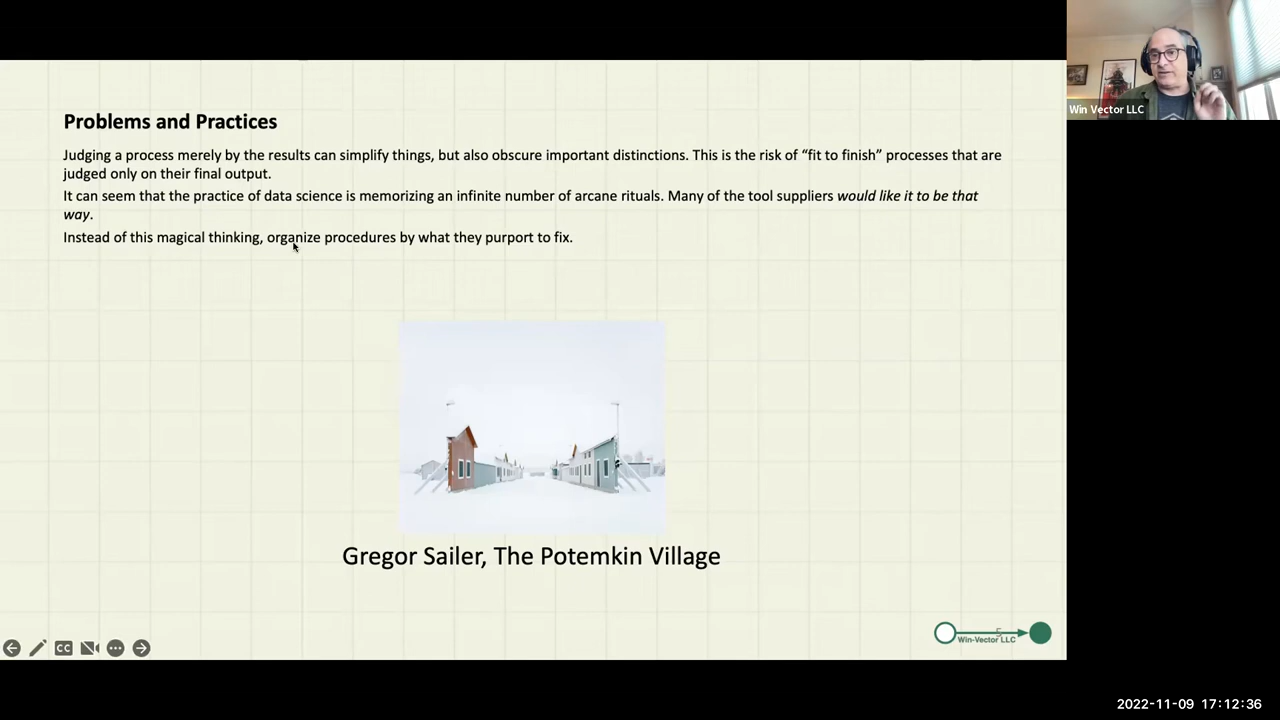 Problems and Practices
Judging a process merely by the results can simplify things, but also obscure important distinctions. This is the risk of “fit to finish” processes that are
judged only on their final output.
It can seem that the practice of data science is memorizing an infinite number of arcane rituals. Many of the tool suppliers would like it to be that
way.
Instead of this magical thinking, organize procedures by what they purport to fix.
Gregor Sailer, The Potemkin Village
5
Win-Vector LLC
CC
Win Vector LLC
2022-11-09 17:12:36